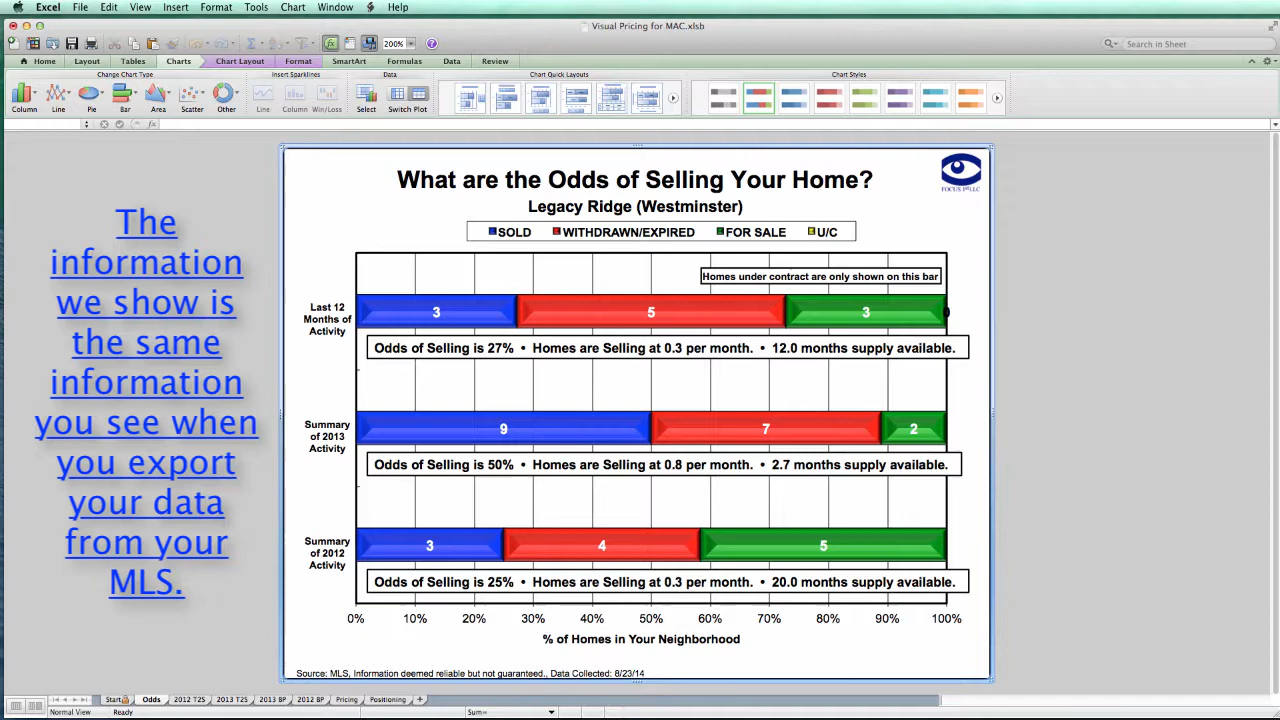 Excel File Edit View Insert Format Tools Chart Window Help
Visual Pricing for MAC.xlsb
200%
Search in Sheet
Home Layout Tables Charts Chart Layout Format SmartArt Formulas Data Review
Change Chart Type Insert Sparklines Data Chart Quick Layouts Chart Styles
Column Line Pie Bar Area Scatter Other Line Column Win/Loss Select Switch Plot
fx
The
information
we show is
the same
information
you see when
you export
your data
from your
MLS.
What are the Odds of Selling Your Home?
Legacy Ridge (Westminster)
FOCUS 1st LLC
SOLD WITHDRAWN/EXPIRED FOR SALE U/C
Homes under contract are only shown on this bar
Last 12
Months of
Activity
3 5 3 0
Odds of Selling is 27% • Homes are Selling at 0.3 per month. • 12.0 months supply available.
Summary
of 2013
Activity
9 7 2
Odds of Selling is 50% • Homes are Selling at 0.8 per month. • 2.7 months supply available.
Summary
of 2012
Activity
3 4 5
Odds of Selling is 25% • Homes are Selling at 0.3 per month. • 20.0 months supply available.
0% 10% 20% 30% 40% 50% 60% 70% 80% 90% 100%
% of Homes in Your Neighborhood
Source: MLS, Information deemed reliable but not guaranteed., Data Collected: 8/23/14
Start Odds 2012 T2S 2013 T2S 2013 BP 2012 BP Pricing Positioning
Normal View Ready Sum=